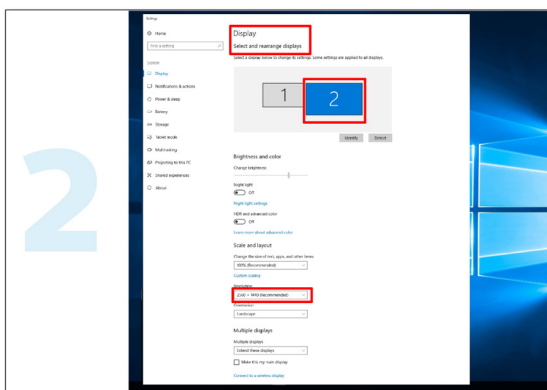 2
Settings
Home
Find a setting
System
Display
Notifications & actions
Power & sleep
Battery
Storage
Tablet mode
Multitasking
Projecting to this PC
Shared experiences
About
Display
Select and rearrange displays
Select a display below to change its settings. Some settings are applied to all displays.
1
2
Identify
Detect
Brightness and color
Change brightness
Night light
Off
Night light settings
HDR and advanced color
Off
Learn more about advanced color
Scale and layout
Change the size of text, apps, and other items
100% (Recommended)
Custom scaling
Resolution
2560 × 1440 (Recommended)
Orientation
Landscape
Multiple displays
Multiple displays
Extend these displays
Make this my main display
Connect to a wireless display